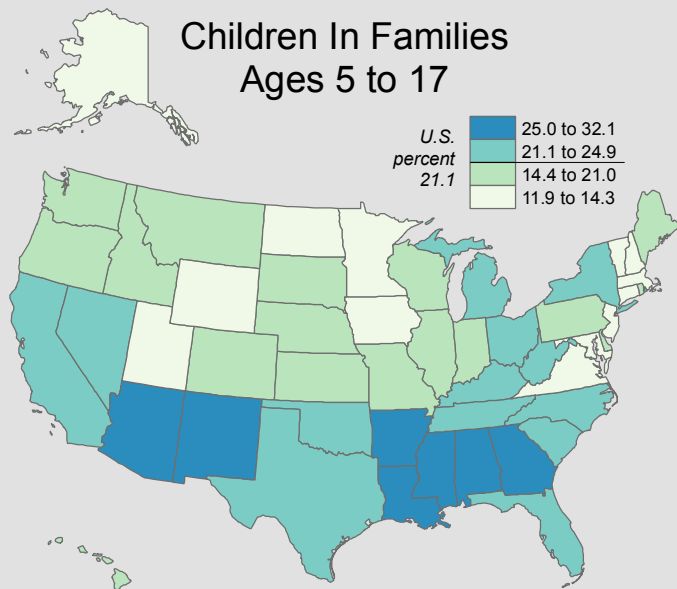 Children In Families
Ages 5 to 17
U.S.
percent
21.1
25.0 to 32.1
21.1 to 24.9
14.4 to 21.0
11.9 to 14.3